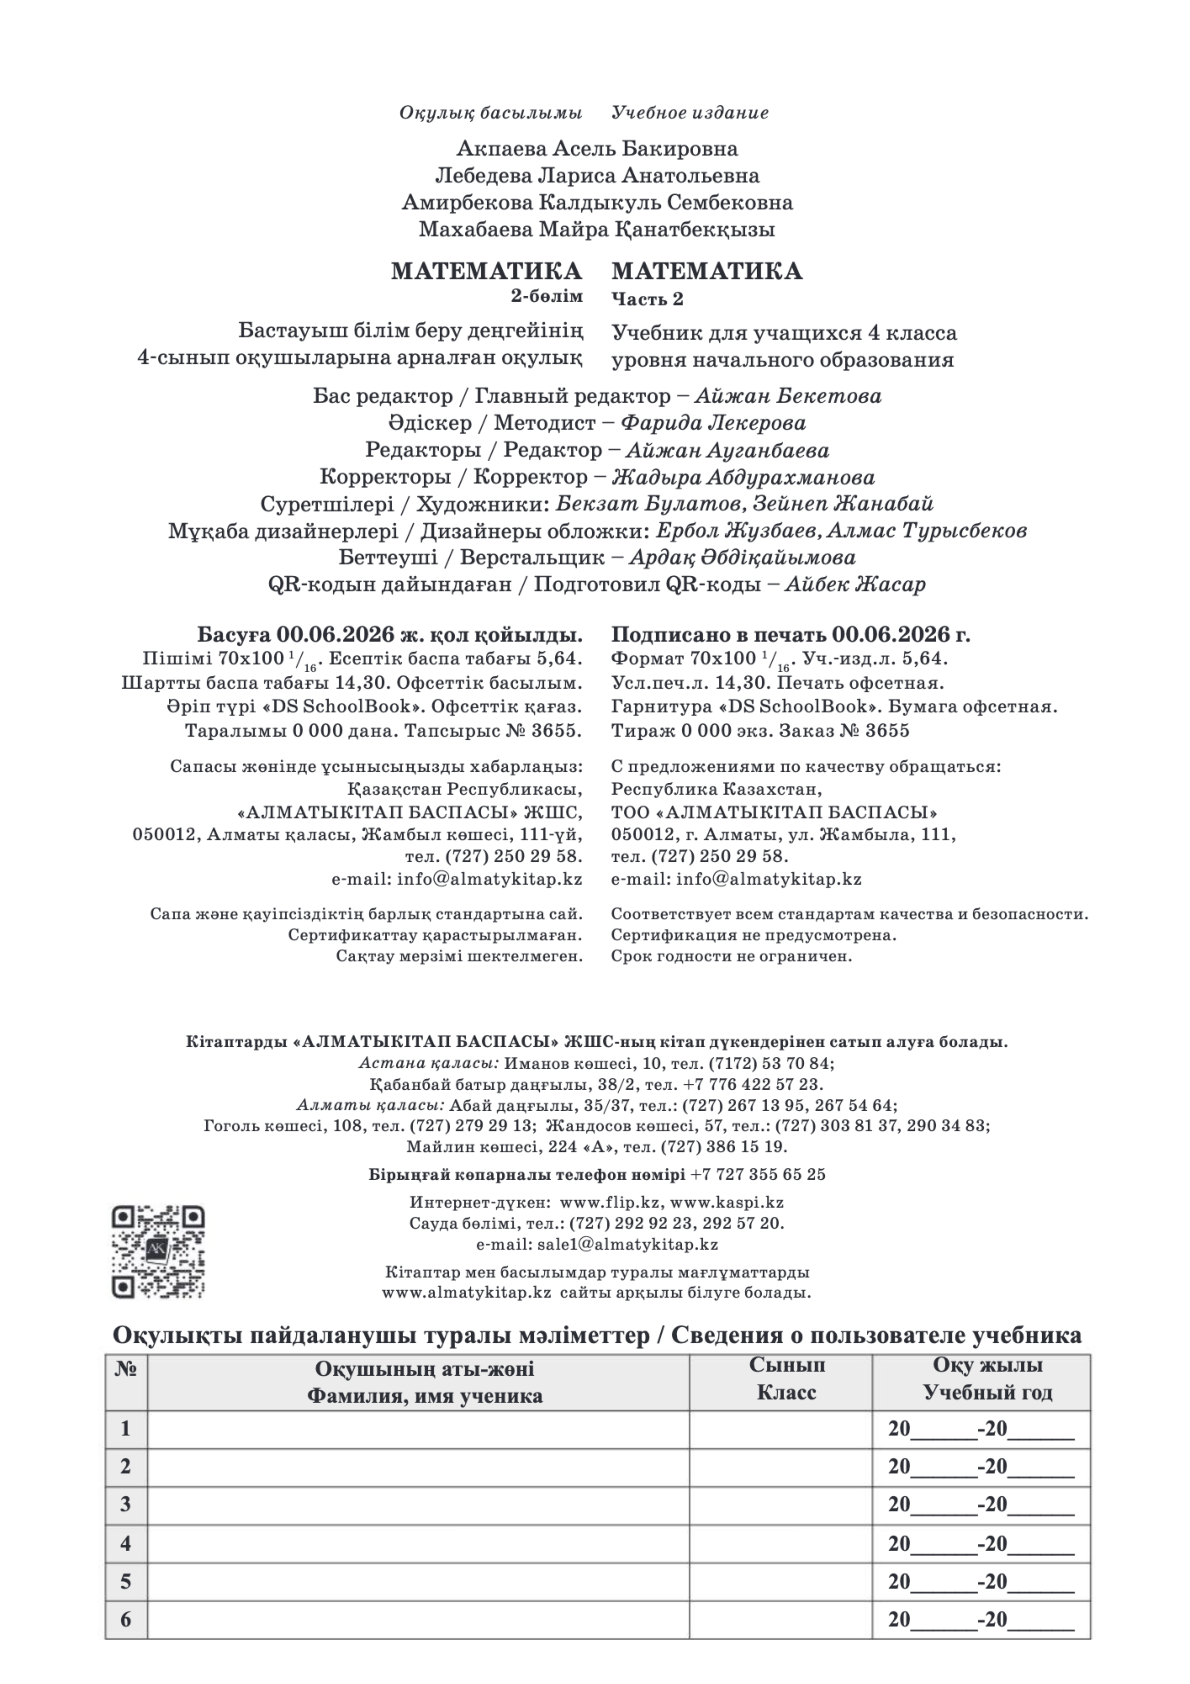 Оқулық басылымы Учебное издание
Акпаева Асель Бакировна
Лебедева Лариса Анатольевна
Амирбекова Калдыкуль Сембековна
Махабаева Майра Қанатбекқызы
МАТЕМАТИКА МАТЕМАТИКА
2-бөлім Часть 2
Бастауыш білім беру деңгейінің Учебник для учащихся 4 класса
4-сынып оқушыларына арналған оқулық уровня начального образования
Бас редактор / Главный редактор – Айжан Бекетова
Әдіскер / Методист – Фарида Лекерова
Редакторы / Редактор – Айжан Ауганбаева
Корректоры / Корректор – Жадыра Абдурахманова
Суретшілері / Художники: Бекзат Булатов, Зейнеп Жанабай
Мұқаба дизайнерлері / Дизайнеры обложки: Ербол Жузбаев, Алмас Турысбеков
Беттеуші / Верстальщик – Ардақ Әбдіқайымова
QR-кодын дайындаған / Подготовил QR-коды – Айбек Жасар
Басуға 00.06.2026 ж. қол қойылды. Подписано в печать 00.06.2026 г.
Пішімі 70х100 1/16. Есептік баспа табағы 5,64. Формат 70х100 1/16. Уч.-изд.л. 5,64.
Шартты баспа табағы 14,30. Офсеттік басылым. Усл.печ.л. 14,30. Печать офсетная.
Әріп түрі «DS SchoolBook». Офсеттік қағаз. Гарнитура «DS SchoolBook». Бумага офсетная.
Таралымы 0 000 дана. Тапсырыс № 3655. Тираж 0 000 экз. Заказ № 3655
Сапасы жөнінде ұсынысыңызды хабарлаңыз: С предложениями по качеству обращаться:
Қазақстан Республикасы, Республика Казахстан,
«АЛМАТЫКІТАП БАСПАСЫ» ЖШС, ТОО «АЛМАТЫКІТАП БАСПАСЫ»
050012, Алматы қаласы, Жамбыл көшесі, 111-үй, 050012, г. Алматы, ул. Жамбыла, 111,
тел. (727) 250 29 58. тел. (727) 250 29 58.
e-mail: info@almatykitap.kz e-mail: info@almatykitap.kz
Сапа және қауіпсіздіктің барлық стандартына сай. Соответствует всем стандартам качества и безопасности.
Сертификаттау қарастырылмаған. Сертификация не предусмотрена.
Сақтау мерзімі шектелмеген. Срок годности не ограничен.
Кітаптарды «АЛМАТЫКІТАП БАСПАСЫ» ЖШС-ның кітап дүкендерінен сатып алуға болады.
Астана қаласы: Иманов көшесі, 10, тел. (7172) 53 70 84;
Қабанбай батыр даңғылы, 38/2, тел. +7 776 422 57 23.
Алматы қаласы: Абай даңғылы, 35/37, тел.: (727) 267 13 95, 267 54 64;
Гоголь көшесі, 108, тел. (727) 279 29 13; Жандосов көшесі, 57, тел.: (727) 303 81 37, 290 34 83;
Майлин көшесі, 224 «А», тел. (727) 386 15 19.
Бірыңғай көпарналы телефон нөмірі +7 727 355 65 25
Интернет-дүкен: www.flip.kz, www.kaspi.kz
Сауда бөлімі, тел.: (727) 292 92 23, 292 57 20.
e-mail: sale1@almatykitap.kz
AK
Кітаптар мен басылымдар туралы мағлұматтарды
www.almatykitap.kz сайты арқылы білуге болады.
Оқулықты пайдаланушы туралы мәліметтер / Сведения о пользователе учебника
№ Оқушының аты-жөні Сынып Оқу жылы
Фамилия, имя ученика Класс Учебный год
1 20______-20______
2 20______-20______
3 20______-20______
4 20______-20______
5 20______-20______
6 20______-20______